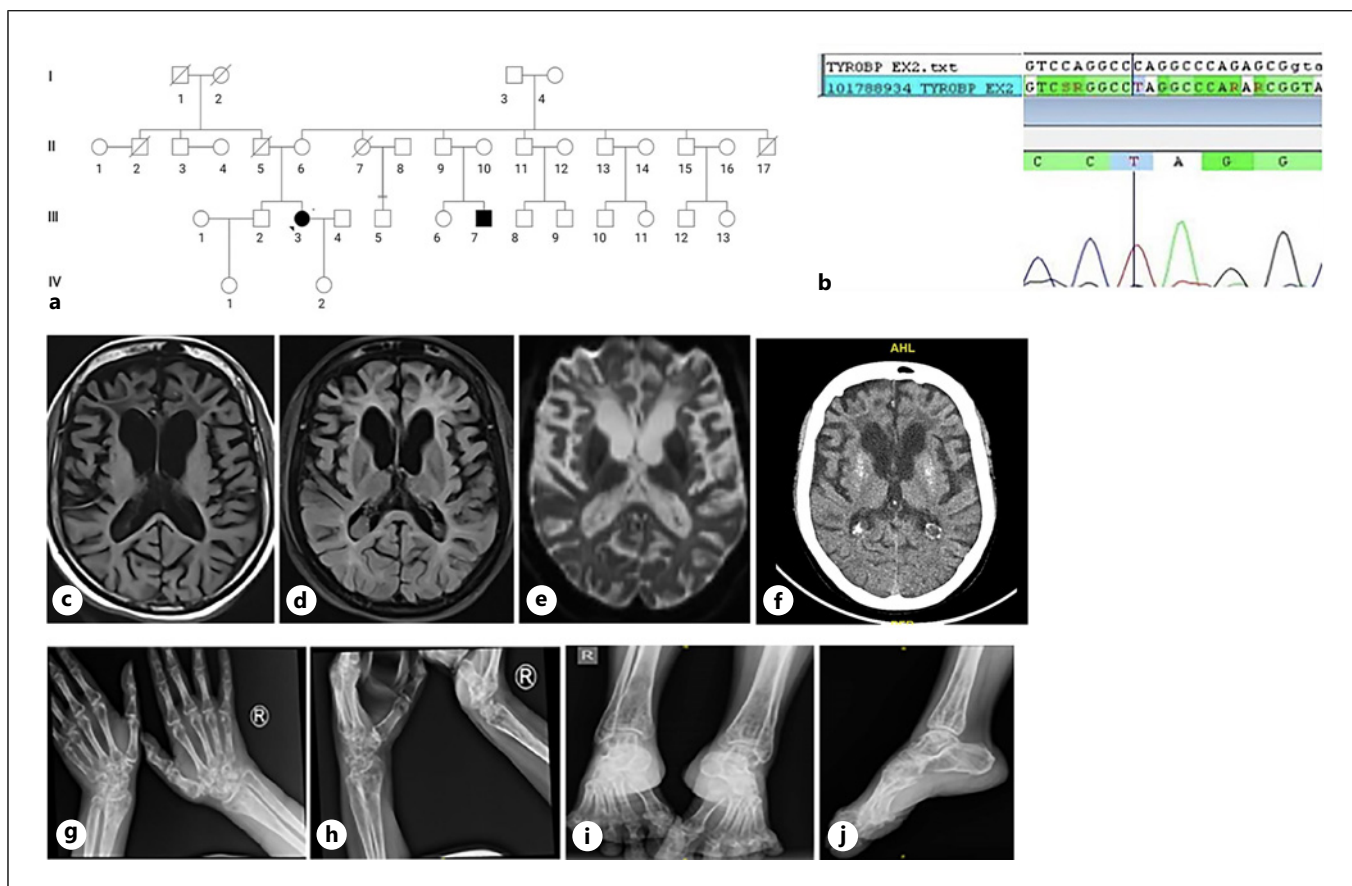 I
1 2 3 4
II
1 2 3 4 5 6 7 8 9 10 11 12 13 14 15 16 17
III
1 2 3 4 5 6 7 8 9 10 11 12 13
IV
1 2
a
TYROBP EX2.txt
GTCCAGGCCCAGGCCCAGAGCGgta
101788934 TYROBP EX2
GTCSRGGCCTAGGCCCARARCGGTA
C C T A G G
b
c
d
e
AHL
f
R
g
R
h
R
i
j